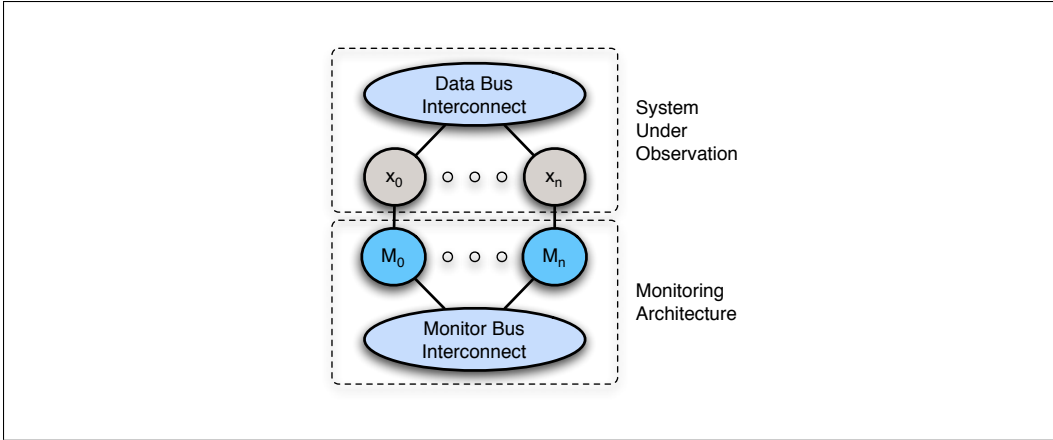 Data Bus
Interconnect
System
Under
Observation
x0
xn
M0
Mn
Monitoring
Architecture
Monitor Bus
Interconnect